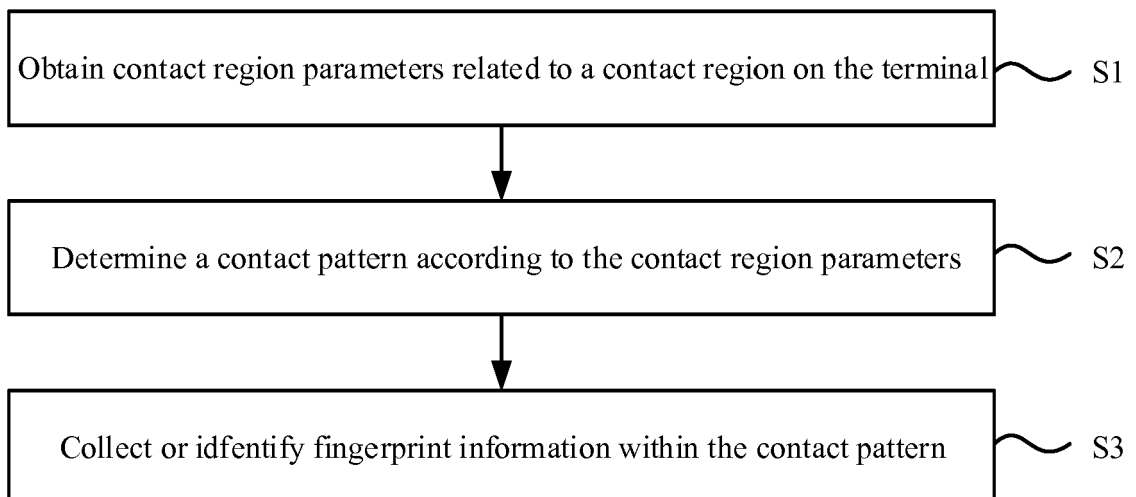 Obtain contact region parameters related to a contact region on the terminal
S1
Determine a contact pattern according to the contact region parameters
S2
Collect or idfentify fingerprint information within the contact pattern
S3